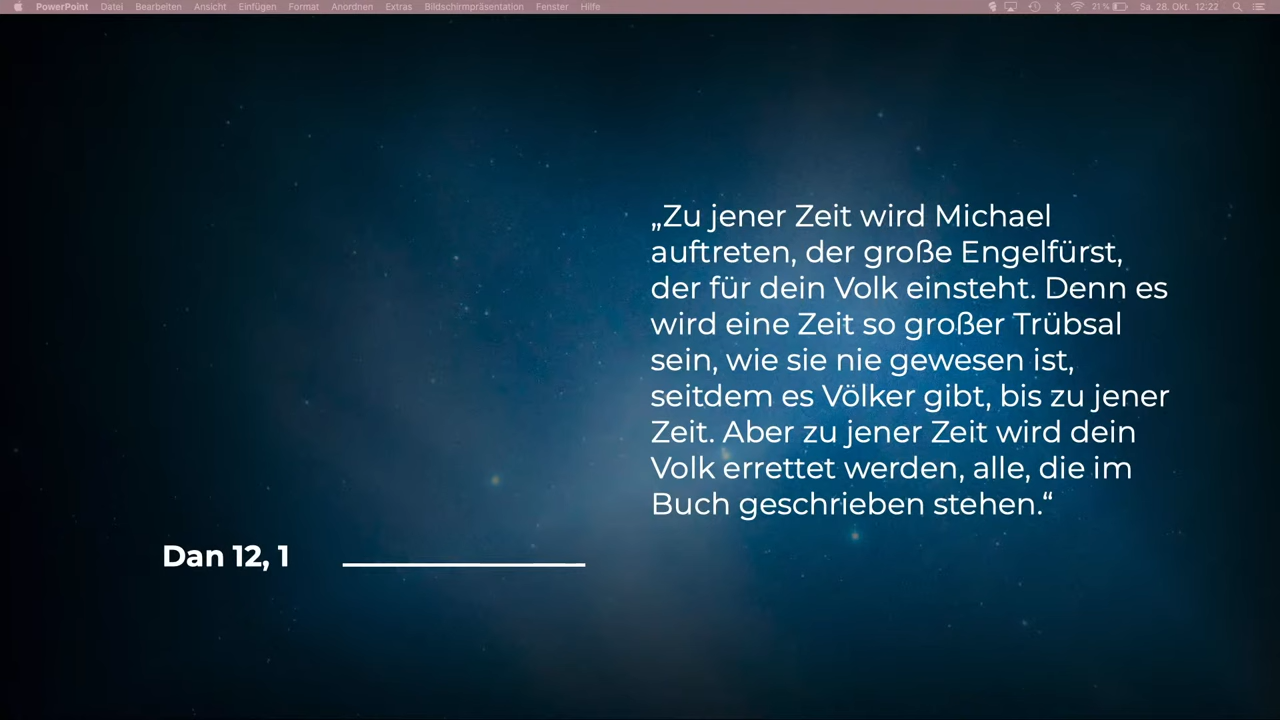 PowerPoint Datei Bearbeiten Ansicht Einfügen Format Anordnen Extras Bildschirmpräsentation Fenster Hilfe 21 % Sa. 28. Okt. 12:22
„Zu jener Zeit wird Michael
auftreten, der große Engelfürst,
der für dein Volk einsteht. Denn es
wird eine Zeit so großer Trübsal
sein, wie sie nie gewesen ist,
seitdem es Völker gibt, bis zu jener
Zeit. Aber zu jener Zeit wird dein
Volk errettet werden, alle, die im
Buch geschrieben stehen.“
Dan 12, 1